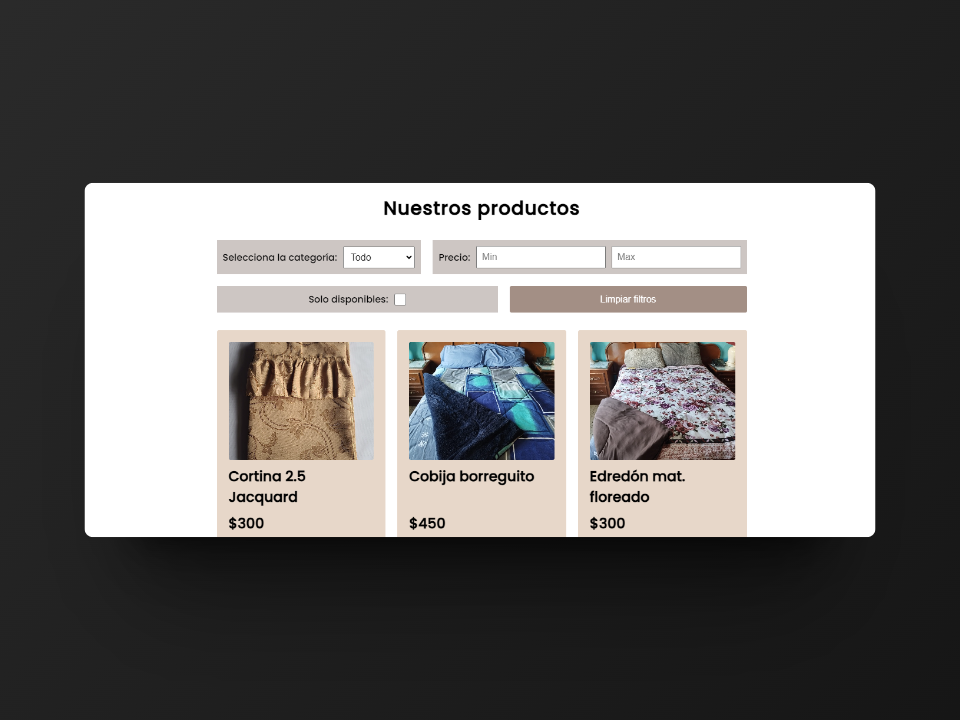 Nuestros productos
Selecciona la categoría: Todo Precio: Min Max
Solo disponibles: Limpiar filtros
Cortina 2.5
Jacquard
$300
Cobija borreguito
$450
Edredón mat.
floreado
$300